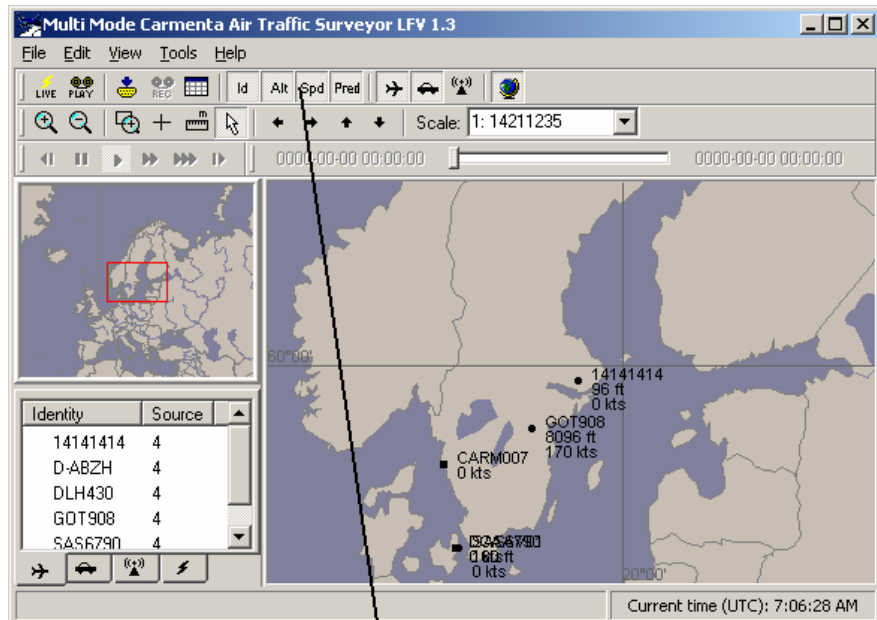 Multi Mode Carmenta Air Traffic Surveyor LFV 1.3
File Edit View Tools Help
LIVE PLAY REC Id Alt Spd Pred
m Scale: 1: 14211235
0000-00-00 00:00:00 0000-00-00 00:00:00
60°00'
14141414
96 ft
0 kts
GOT908
8096 ft
170 kts
CARM007
0 kts
SAS6790
0 kts
20°00'
Identity Source
14141414 4
D-ABZH 4
DLH430 4
GOT908 4
SAS6790 4
Current time (UTC): 7:06:28 AM